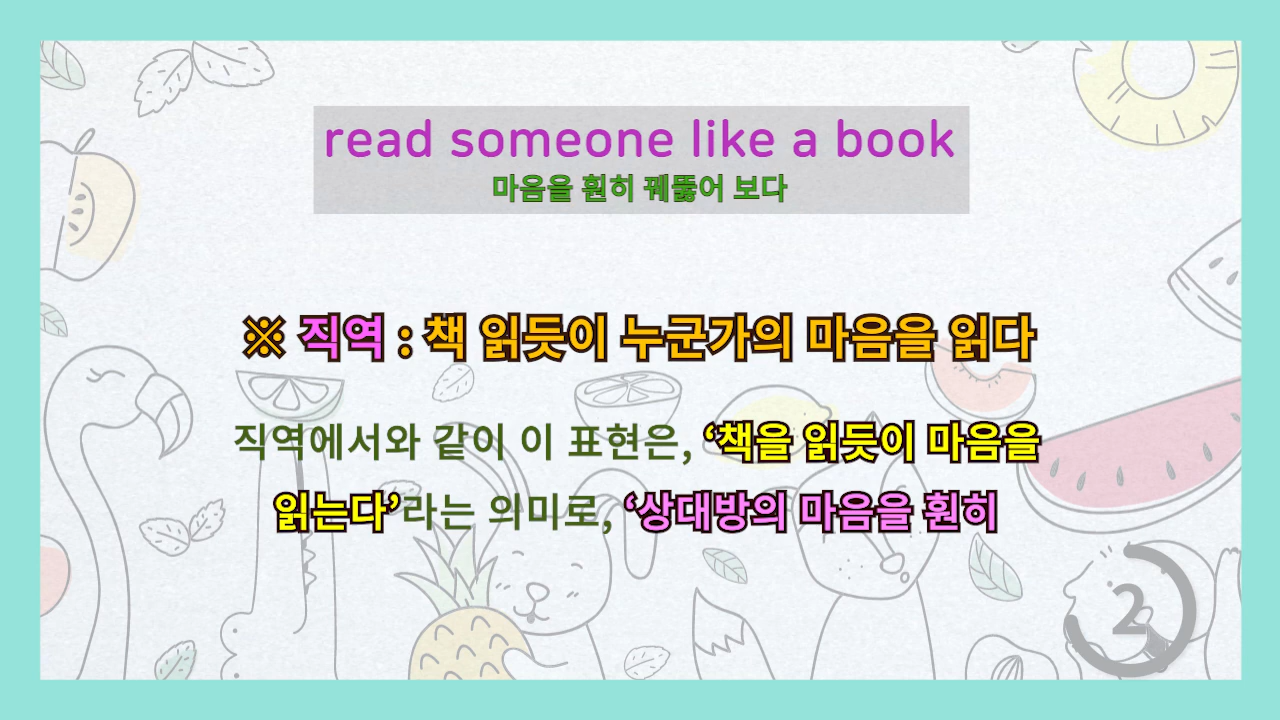 read someone like a book
마음을 훤히 꿰뚫어 보다
※ 직역 : 책 읽듯이 누군가의 마음을 읽다
직역에서와 같이 이 표현은, ‘책을 읽듯이 마음을
읽는다’라는 의미로, ‘상대방의 마음을 훤히
2